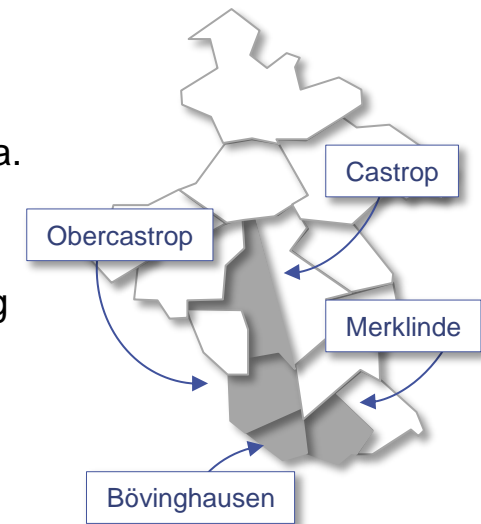 a.
Castrop
Obercastrop
g
Merklinde
Bövinghausen